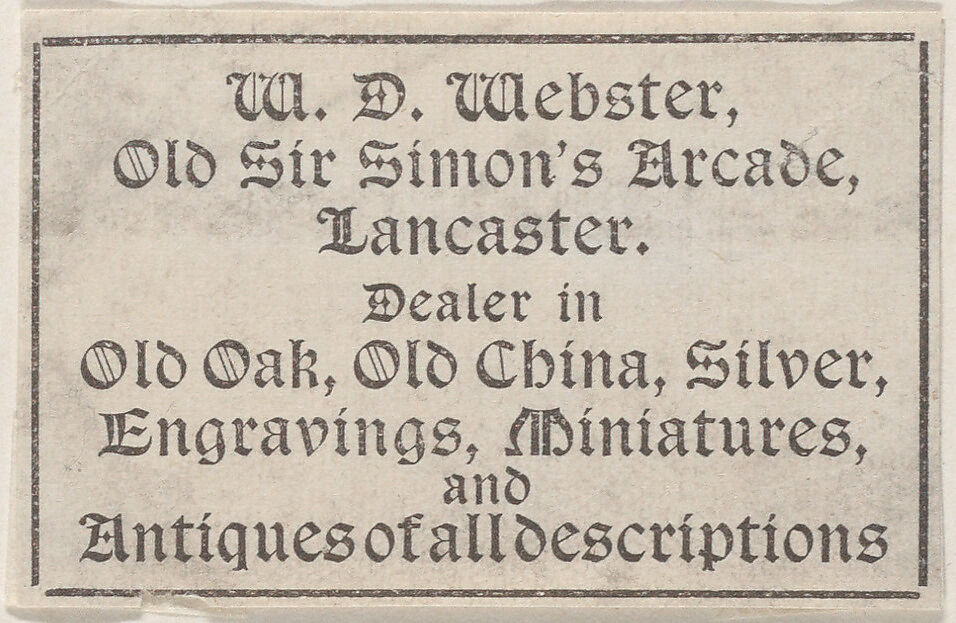 W. D. Webster,
Old Sir Simon's Arcade,
Lancaster.
Dealer in
Old Oak, Old China, Silver,
Engravings, Miniatures,
and
Antiques of all descriptions